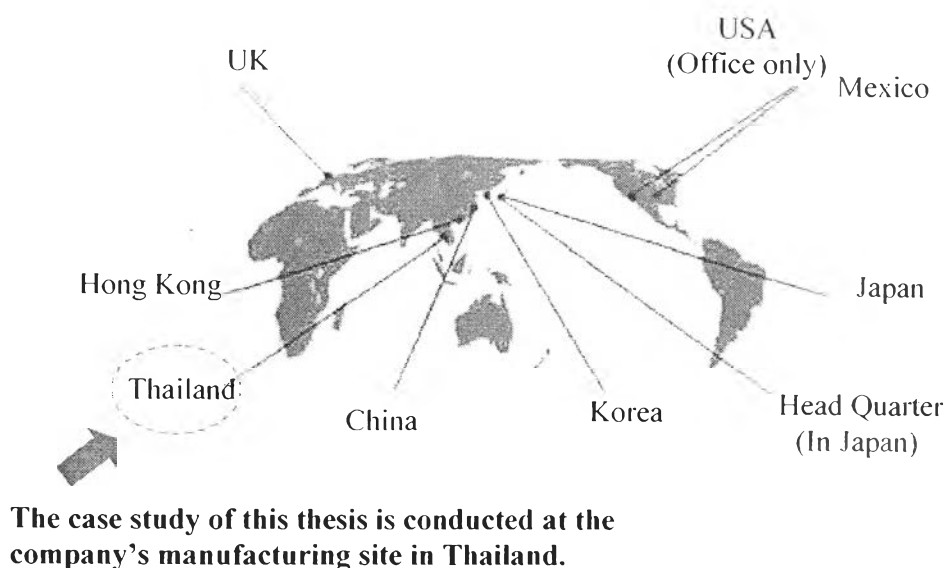 USA
UK
(Office only)
Mexico
Hong Kong
Japan
Thailand
China
Korea
Head Quarter
(In Japan)
The case study of this thesis is conducted at the
company's manufacturing site in Thailand.